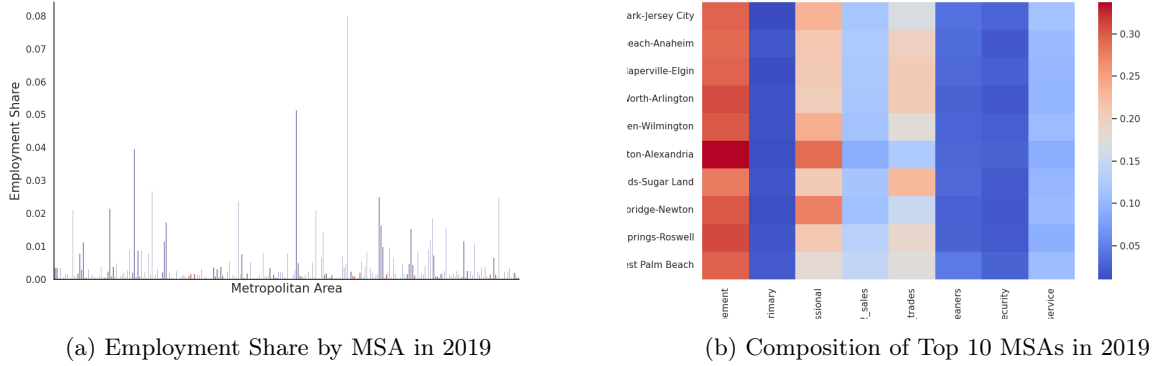 0.08
0.07
0.06
0.05
0.04
0.03
0.02
0.01
0.00
Employment Share
Metropolitan Area
(a) Employment Share by MSA in 2019
ark-Jersey City
each-Anaheim
aperville-Elgin
orth-Arlington
en-Wilmington
ton-Alexandria
ds-Sugar Land
bridge-Newton
prings-Roswell
est Palm Beach
ement
rimary
ssional
_sales
_trades
eaners
ecurity
service
0.30
0.25
0.20
0.15
0.10
0.05
(b) Composition of Top 10 MSAs in 2019